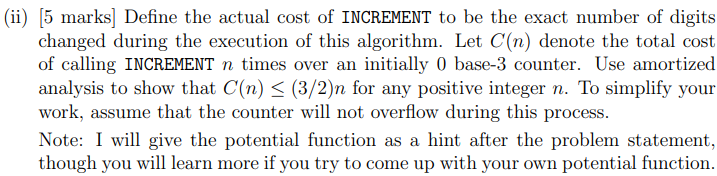 (ii) [5 marks] Define the actual cost of INCREMENT to be the exact number of digits
changed during the execution of this algorithm. Let C(n) denote the total cost
of calling INCREMENT n times over an initially 0 base-3 counter. Use amortized
analysis to show that C(n) ≤ (3/2)n for any positive integer n. To simplify your
work, assume that the counter will not overflow during this process.
Note: I will give the potential function as a hint after the problem statement,
though you will learn more if you try to come up with your own potential function.